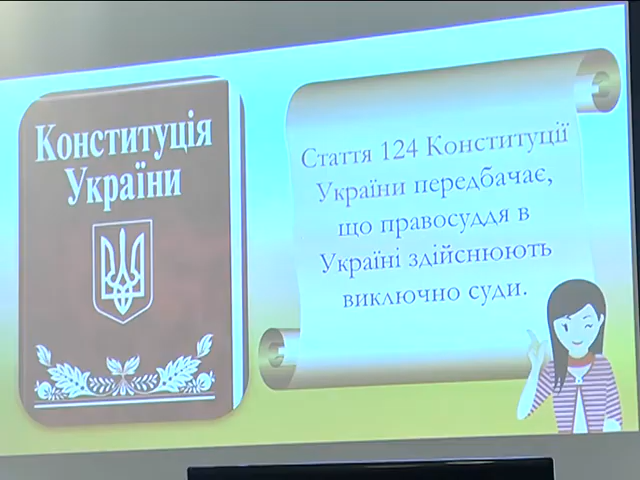 Конституція
України
Стаття 124 Конституції
України передбачає,
що правосуддя в
Україні здійснюють
виключно суди.